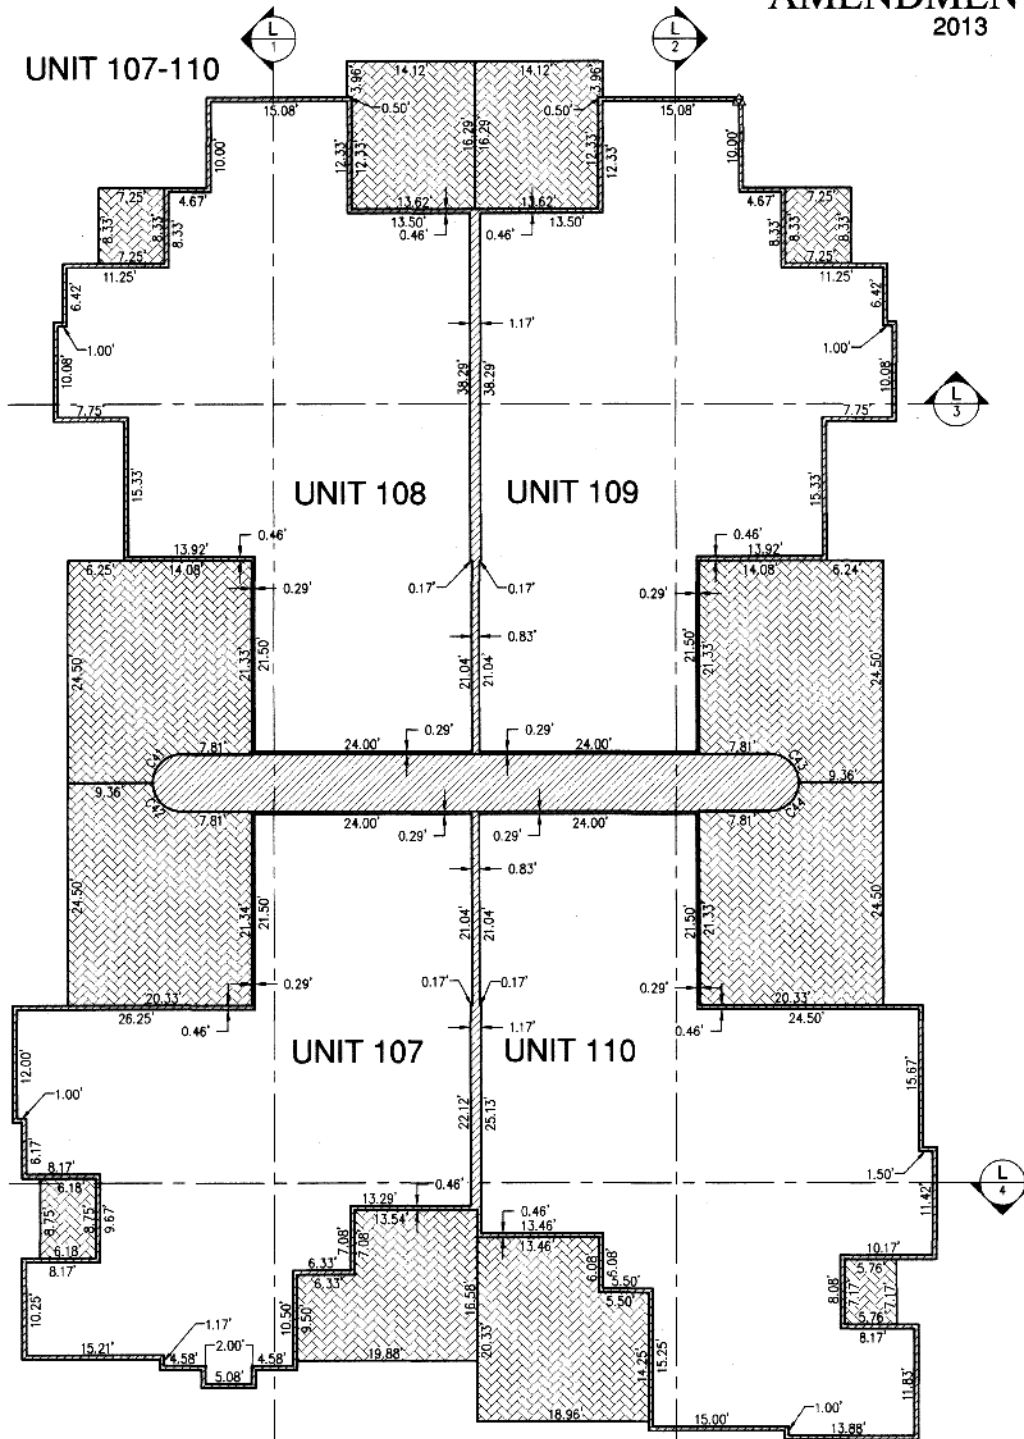 AMENDMEN
2013
L
1
L
2
UNIT 107-110
14.12' 14.12'
3.96' 3.96'
15.08' 0.50' 0.50' 15.08'
10.00' 12.33' 12.33' 16.29' 16.29' 12.33' 12.33' 10.00'
7.25' 4.67' 13.62' 13.62' 4.67' 7.25'
13.50' 13.50'
8.33' 8.33' 8.33' 0.46' 0.46' 8.33' 8.33' 8.33'
7.25' 7.25'
11.25' 11.25'
6.42' 6.42'
1.17'
1.00' 1.00'
10.08' 38.29' 38.29' 10.08'
L
3
7.75' 7.75'
15.33' 15.33'
UNIT 108 UNIT 109
0.46' 0.46'
13.92' 13.92'
6.25' 14.08' 14.08' 6.24'
0.29' 0.17' 0.17' 0.29'
0.83'
24.50' 21.33' 21.50' 21.04' 21.04' 21.50' 21.33' 24.50'
0.29' 0.29'
7.81' 24.00' 24.00' 7.81'
C41 C43
9.36' 9.36'
C42 C44
7.81' 24.00' 24.00' 7.81'
0.29' 0.29'
0.83'
24.50' 21.34' 21.50' 21.04' 21.04' 21.50' 21.33' 24.50'
0.29' 0.17' 0.17' 0.29'
20.33' 20.33'
26.25' 24.50'
0.46' 1.17' 0.46'
UNIT 107 UNIT 110
12.00' 15.67'
1.00'
22.12' 25.13'
6.17'
8.17' 1.50'
6.18' 13.29' 0.46' 11.42'
L
4
13.54' 0.46'
8.75' 8.75' 9.67' 13.46'
13.46'
7.08' 7.08' 6.08' 6.08'
6.18' 10.17'
8.17' 6.33' 5.50' 5.76'
6.33' 5.50'
10.25' 10.50' 9.50' 16.58' 20.33' 8.08' 7.17' 7.17'
1.17' 5.76'
2.00' 8.17'
15.21' 19.88' 14.25' 15.25'
4.58' 4.58' 11.83'
5.08'
18.96' 1.00'
15.00'
13.88'